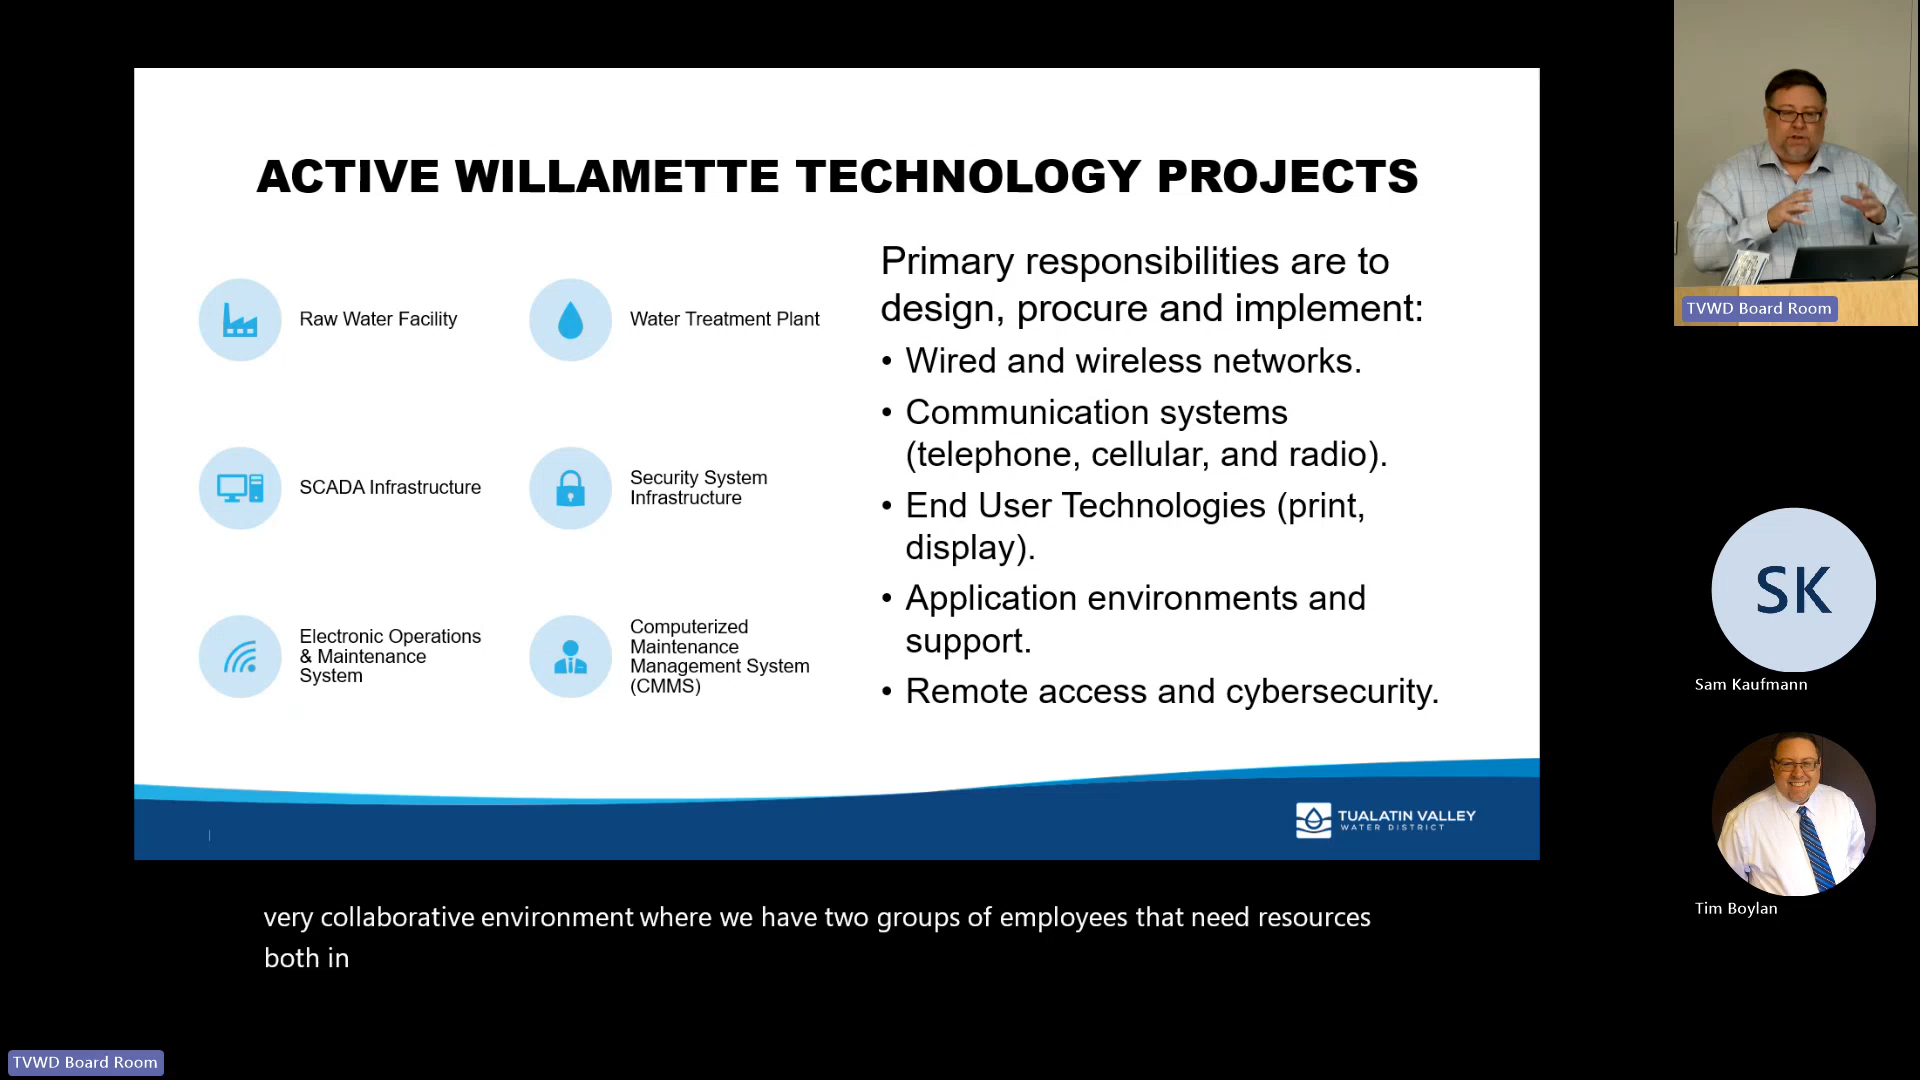 ACTIVE WILLAMETTE TECHNOLOGY PROJECTS
Raw Water Facility
Water Treatment Plant
SCADA Infrastructure
Security System
Infrastructure
Electronic Operations
& Maintenance
System
Computerized
Maintenance
Management System
(CMMS)
Primary responsibilities are to
design, procure and implement:
• Wired and wireless networks.
• Communication systems
(telephone, cellular, and radio).
• End User Technologies (print,
display).
• Application environments and
support.
• Remote access and cybersecurity.
TUALATIN VALLEY
WATER DISTRICT
TVWD Board Room
SK
Sam Kaufmann
Tim Boylan
very collaborative environment where we have two groups of employees that need resources
both in
TVWD Board Room